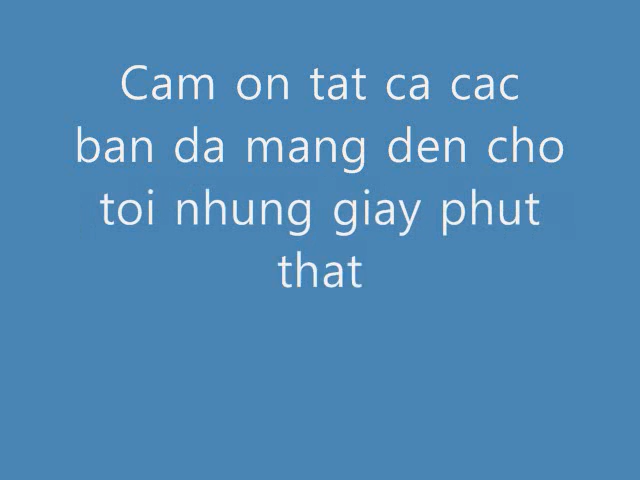 Cam on tat ca cac
ban da mang den cho
toi nhung giay phut
that